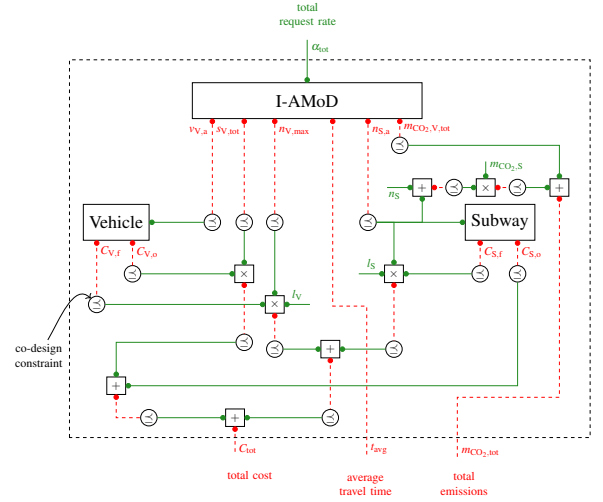 total
request rate
α_tot
I-AMoD
v_V,a s_V,tot n_V,max n_S,a m_CO₂,V,tot
⪯
m_CO₂,S
n_S + ⪯ × ⪯ +
Vehicle ⪯ ⪯ ⪯ ⪯ Subway
C_V,f C_V,o C_S,f C_S,o
l_S
⪯ × × ⪯
⪯ × l_V
co-design
constraint
⪯ ⪯ + ⪯
+
⪯ + ⪯
C_tot t_avg m_CO₂,tot
total cost average total
travel time emissions